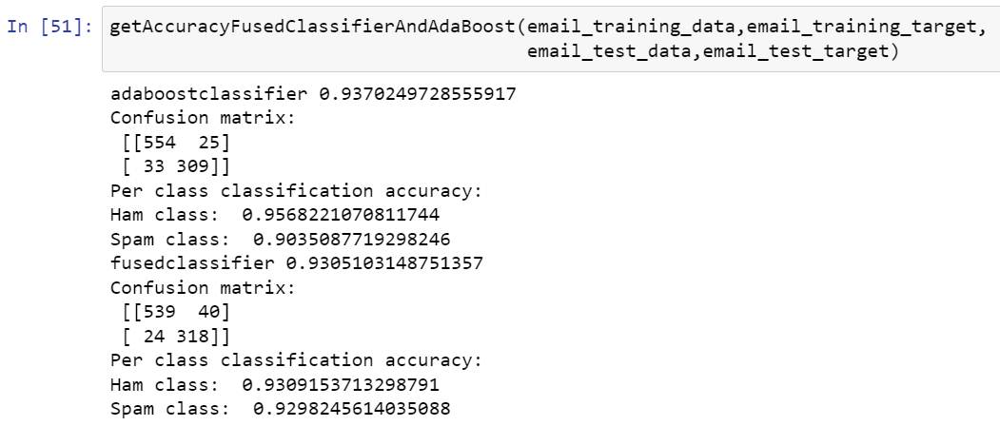 In [51]: getAccuracyFusedClassifierAndAdaBoost(email_training_data,email_training_target,
email_test_data,email_test_target)
adaboostclassifier 0.9370249728555917
Confusion matrix:
[[554  25]
[ 33 309]]
Per class classification accuracy:
Ham class:  0.9568221070811744
Spam class:  0.9035087719298246
fusedclassifier 0.9305103148751357
Confusion matrix:
[[539  40]
[ 24 318]]
Per class classification accuracy:
Ham class:  0.9309153713298791
Spam class:  0.9298245614035088